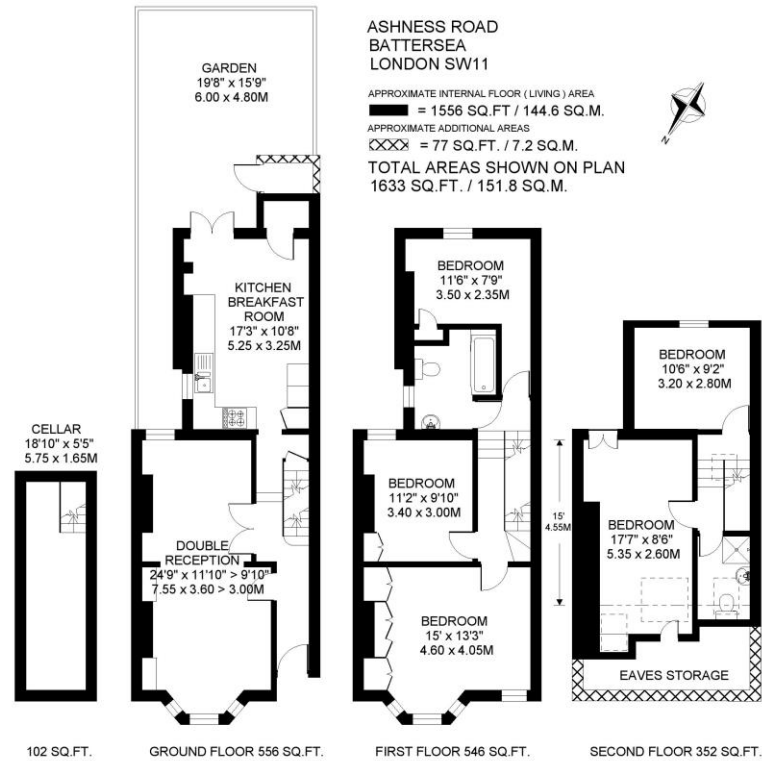 ASHNESS ROAD
BATTERSEA
LONDON SW11
APPROXIMATE INTERNAL FLOOR ( LIVING ) AREA
= 1556 SQ.FT / 144.6 SQ.M.
APPROXIMATE ADDITIONAL AREAS
= 77 SQ.FT. / 7.2 SQ.M.
TOTAL AREAS SHOWN ON PLAN
1633 SQ.FT. / 151.8 SQ.M.
N
GARDEN
19'8" x 15'9"
6.00 x 4.80M
KITCHEN
BREAKFAST
ROOM
17'3" x 10'8"
5.25 x 3.25M
CELLAR
18'10" x 5'5"
5.75 x 1.65M
DOUBLE
RECEPTION
24'9" x 11'10" > 9'10"
7.55 x 3.60 > 3.00M
BEDROOM
11'6" x 7'9"
3.50 x 2.35M
BEDROOM
11'2" x 9'10"
3.40 x 3.00M
BEDROOM
15' x 13'3"
4.60 x 4.05M
15'
4.55M
BEDROOM
10'6" x 9'2"
3.20 x 2.80M
BEDROOM
17'7" x 8'6"
5.35 x 2.60M
EAVES STORAGE
102 SQ.FT.
GROUND FLOOR 556 SQ.FT.
FIRST FLOOR 546 SQ.FT.
SECOND FLOOR 352 SQ.FT.